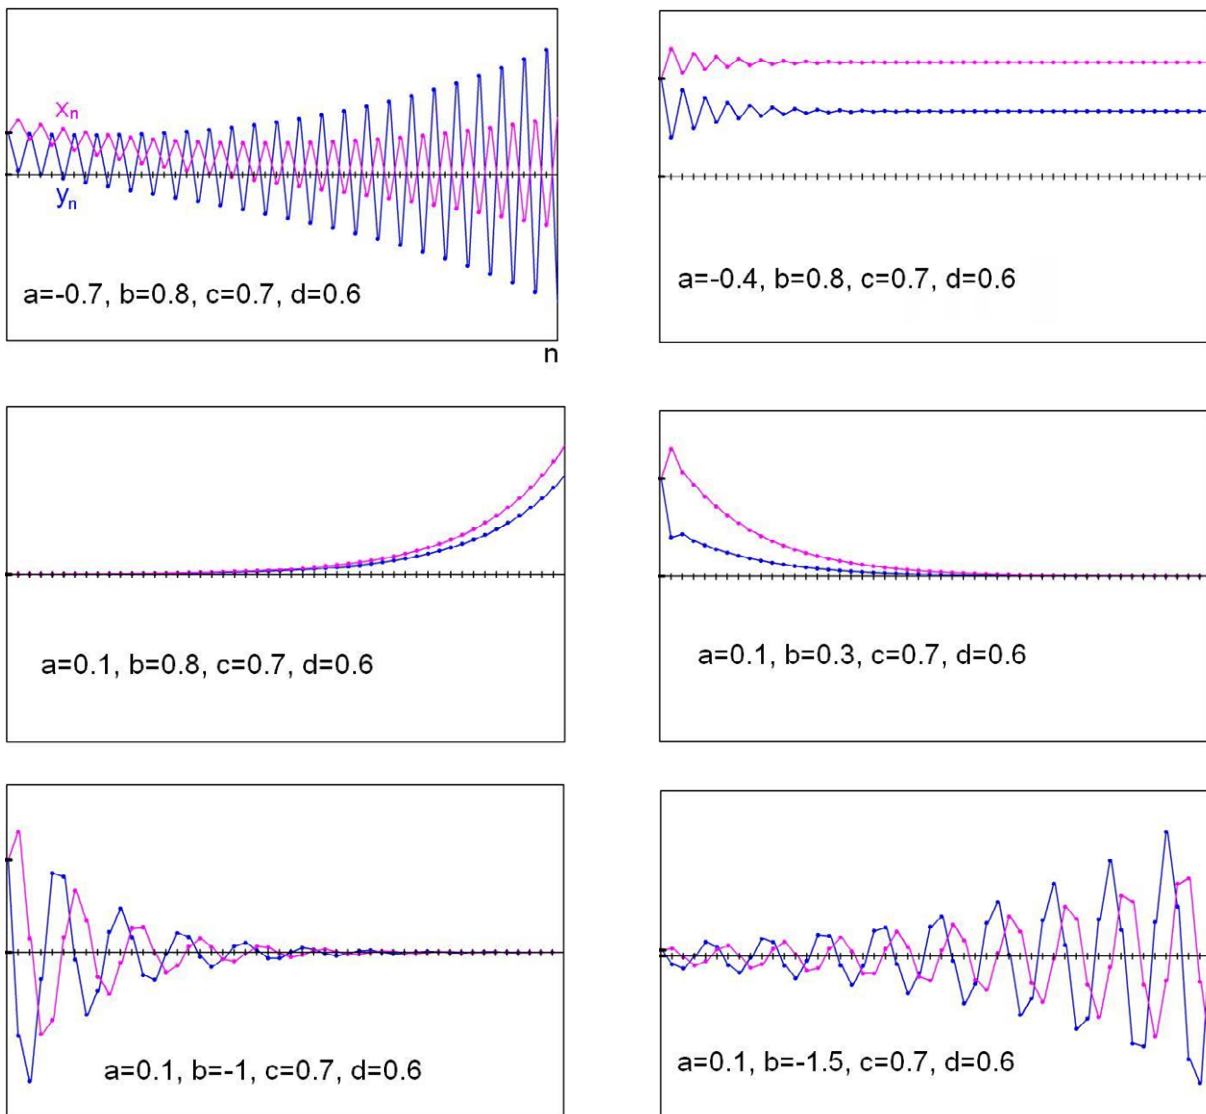 xn
yn
a=-0.7, b=0.8, c=0.7, d=0.6
n
a=-0.4, b=0.8, c=0.7, d=0.6
a=0.1, b=0.8, c=0.7, d=0.6
a=0.1, b=0.3, c=0.7, d=0.6
a=0.1, b=-1, c=0.7, d=0.6
a=0.1, b=-1.5, c=0.7, d=0.6